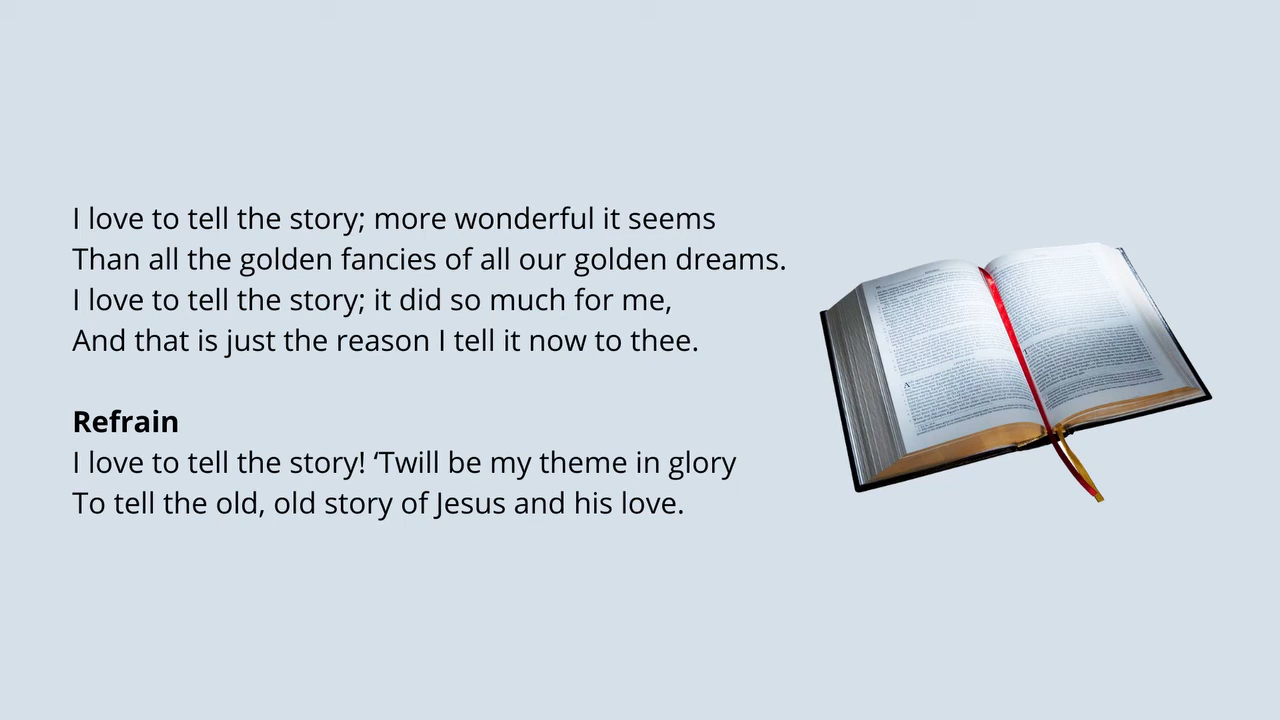 I love to tell the story; more wonderful it seems
Than all the golden fancies of all our golden dreams.
I love to tell the story; it did so much for me,
And that is just the reason I tell it now to thee.
Refrain
I love to tell the story! ‘Twill be my theme in glory
To tell the old, old story of Jesus and his love.